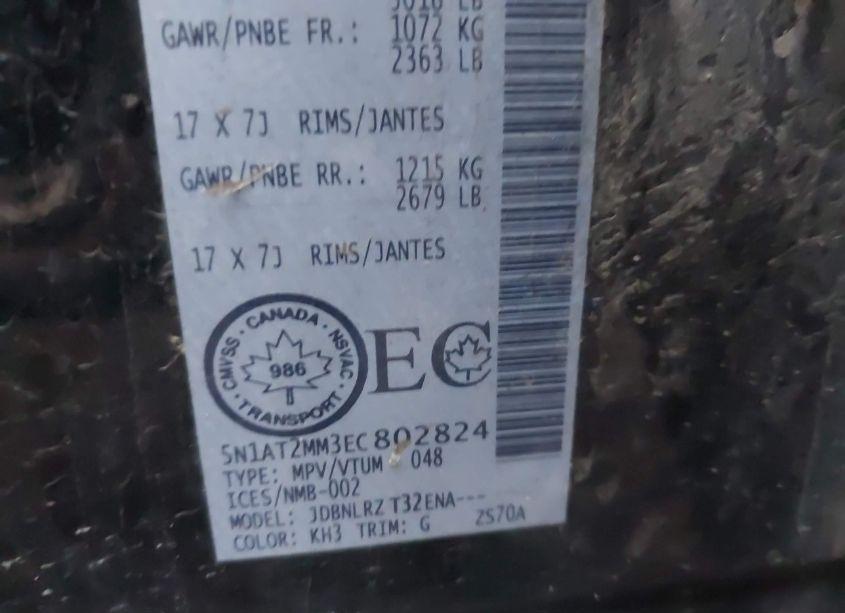 GAWR/PNBE FR.: 1072 KG
2363 LB
17 X 7J RIMS/JANTES
GAWR/PNBE RR.: 1215 KG
2679 LB
17 X 7J RIMS/JANTES
· CANADA · NSVAC · TRANSPORT · CMVSS
986
EC
5N1AT2MM3EC802824
TYPE: MPV/VTUM 048
ICES/NMB-002
MODEL: JDBNLRZ T32ENA---
COLOR: KH3 TRIM: G ZS70A